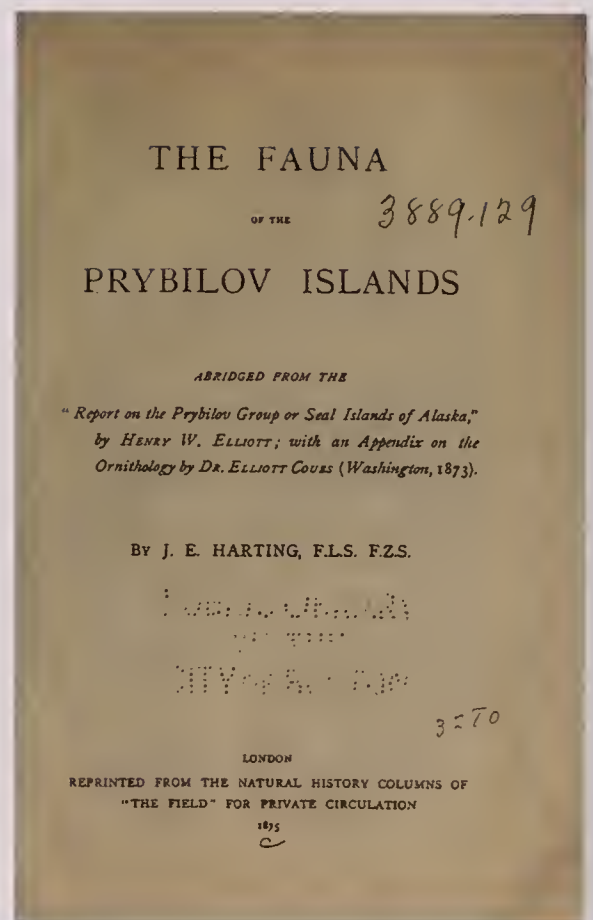 THE FAUNA
OF THE
3889.129
PRYBILOV ISLANDS
ABRIDGED FROM THE
"Report on the Prybilov Group or Seal Islands of Alaska,"
by HENRY W. ELLIOTT; with an Appendix on the
Ornithology by DR. ELLIOTT COUES (Washington, 1873).
BY J. E. HARTING, F.L.S. F.Z.S.
LONDON
REPRINTED FROM THE NATURAL HISTORY COLUMNS OF
"THE FIELD" FOR PRIVATE CIRCULATION
1875